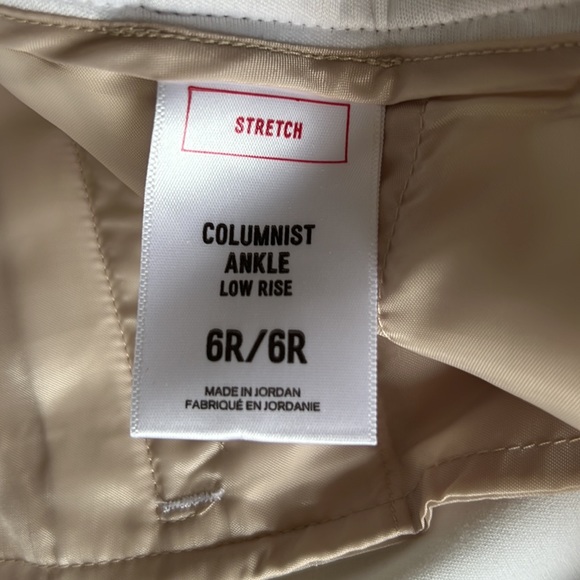 STRETCH
COLUMNIST
ANKLE
LOW RISE
6R/6R
MADE IN JORDAN
FABRIQUÉ EN JORDANIE